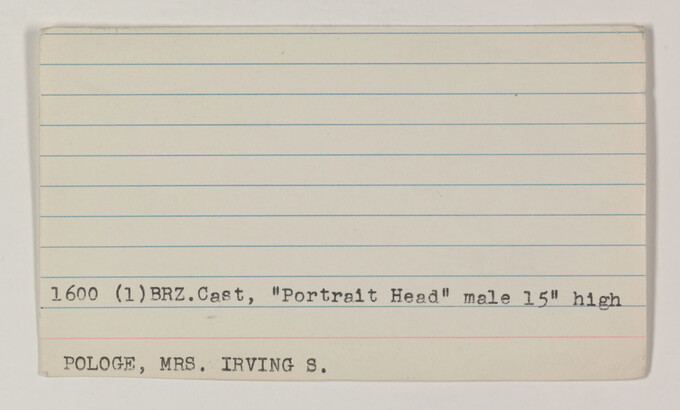 1600 (1)BRZ.Cast, "Portrait Head" male 15" high
POLOGE, MRS. IRVING S.